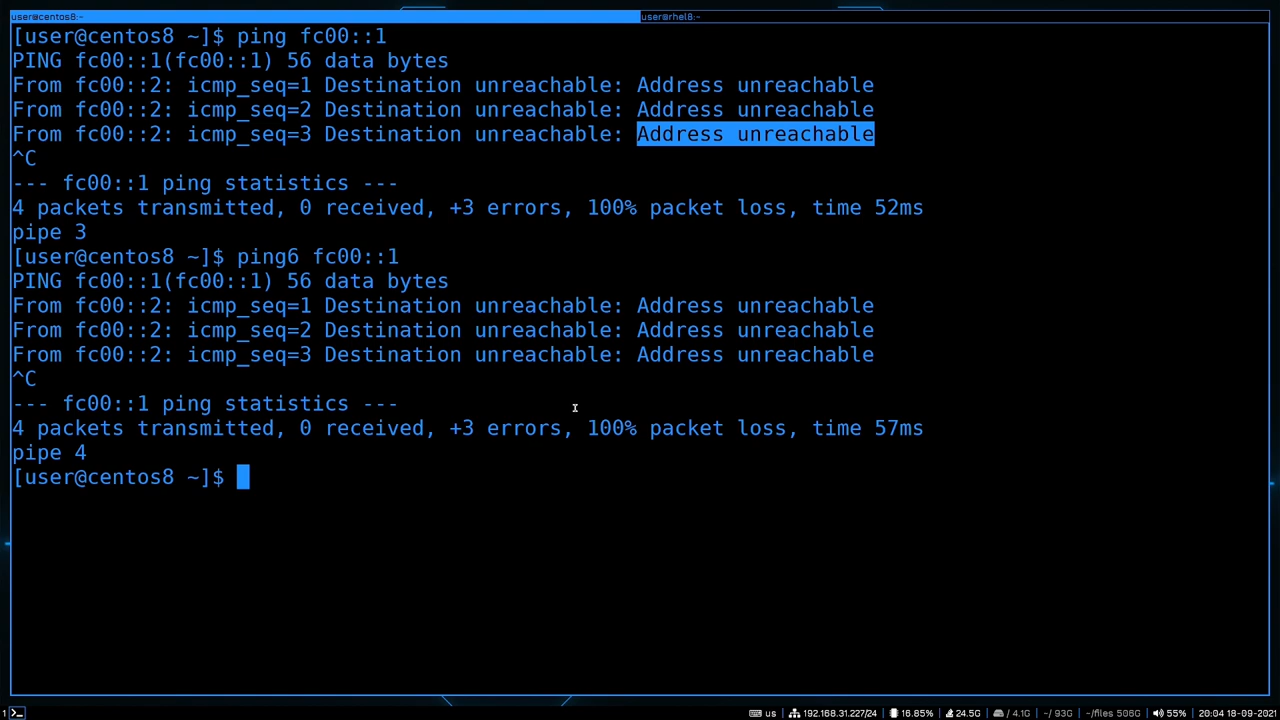 user@centos8:~ user@rhel8:~
[user@centos8 ~]$ ping fc00::1
PING fc00::1(fc00::1) 56 data bytes
From fc00::2: icmp_seq=1 Destination unreachable: Address unreachable
From fc00::2: icmp_seq=2 Destination unreachable: Address unreachable
From fc00::2: icmp_seq=3 Destination unreachable: Address unreachable
^C
--- fc00::1 ping statistics ---
4 packets transmitted, 0 received, +3 errors, 100% packet loss, time 52ms
pipe 3
[user@centos8 ~]$ ping6 fc00::1
PING fc00::1(fc00::1) 56 data bytes
From fc00::2: icmp_seq=1 Destination unreachable: Address unreachable
From fc00::2: icmp_seq=2 Destination unreachable: Address unreachable
From fc00::2: icmp_seq=3 Destination unreachable: Address unreachable
^C
--- fc00::1 ping statistics ---
4 packets transmitted, 0 received, +3 errors, 100% packet loss, time 57ms
pipe 4
[user@centos8 ~]$
1 us 192.168.31.227/24 16.85% 24.5G / 4.1G ~/ 93G ~/files 506G 55% 20:04 18-09-2021